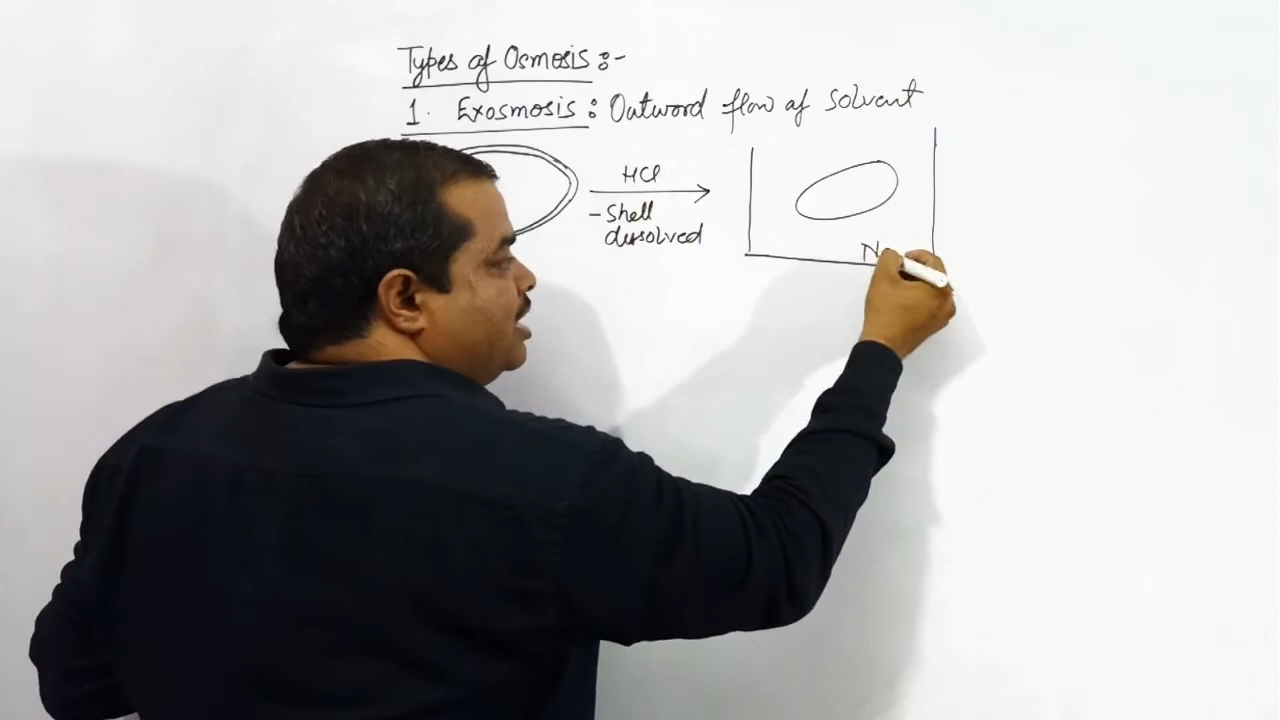 Types of Osmosis :-
1. Exosmosis : Outword flow of Solvent
HCl
- Shell
dissolved